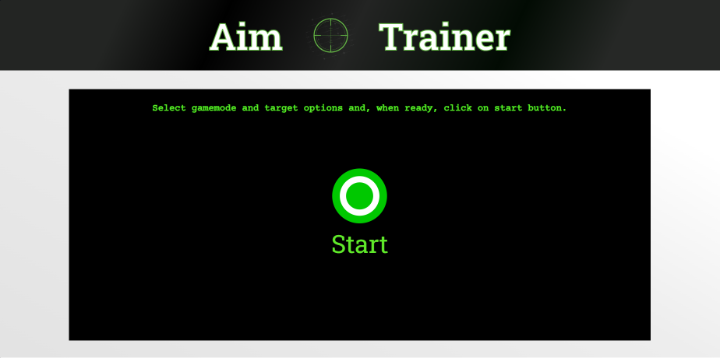 Aim Trainer
Select gamemode and target options and, when ready, click on start button.
Start